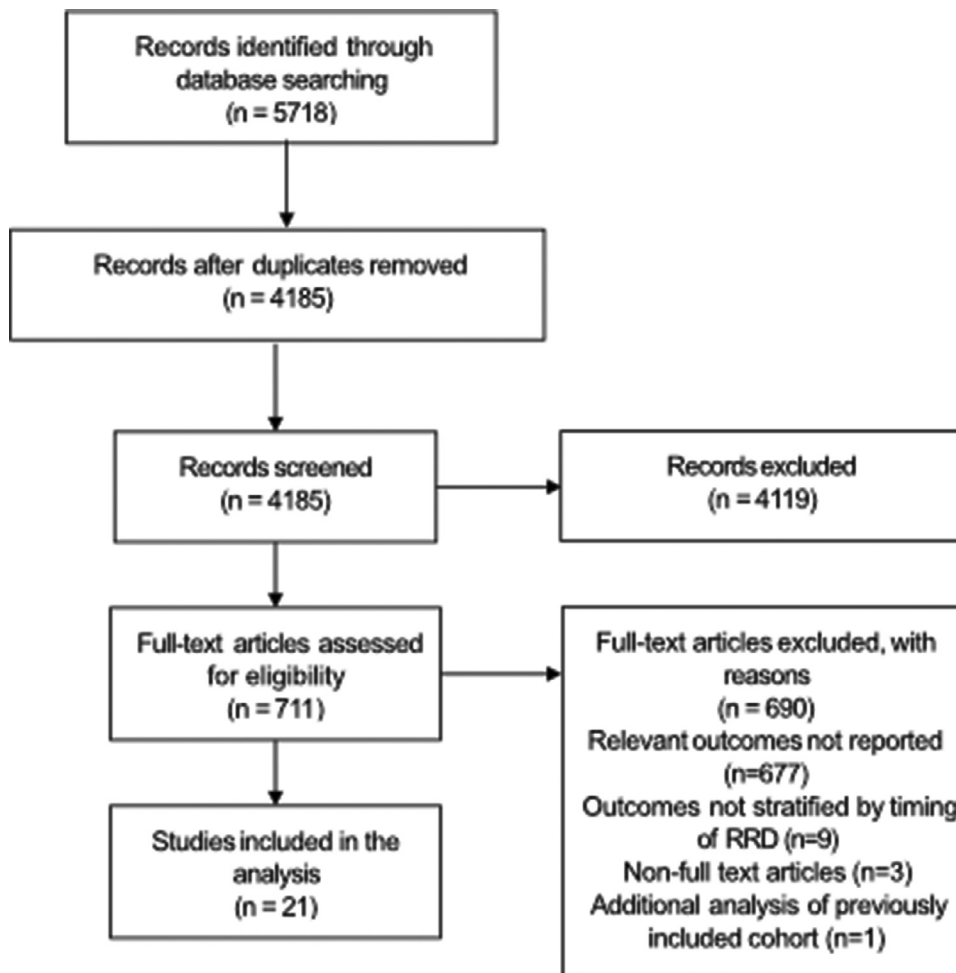 Records identified through
database searching
(n = 5718)
Records after duplicates removed
(n = 4185)
Records screened
(n = 4185)
Records excluded
(n = 4119)
Full-text articles assessed
for eligibility
(n = 711)
Full-text articles excluded, with
reasons
(n = 690)
Relevant outcomes not reported
(n=677)
Outcomes not stratified by timing
of RRD (n=9)
Non-full text articles (n=3)
Additional analysis of previously
included cohort (n=1)
Studies included in the
analysis
(n = 21)